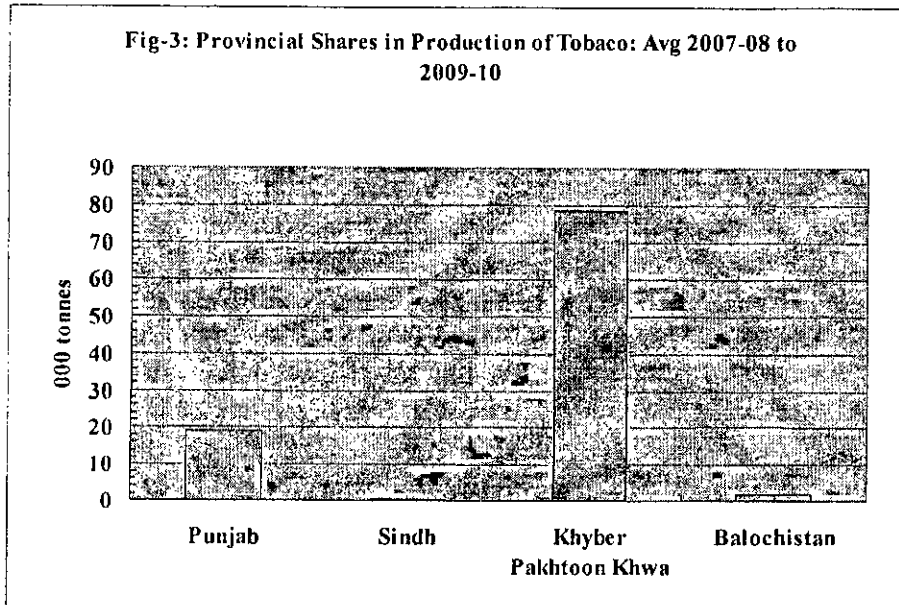 Fig-3: Provincial Shares in Production of Tobaco: Avg 2007-08 to
2009-10
90
80
70
60
50
40
30
20
10
0
000 tonnes
Punjab
Sindh
Khyber
Pakhtoon Khwa
Balochistan